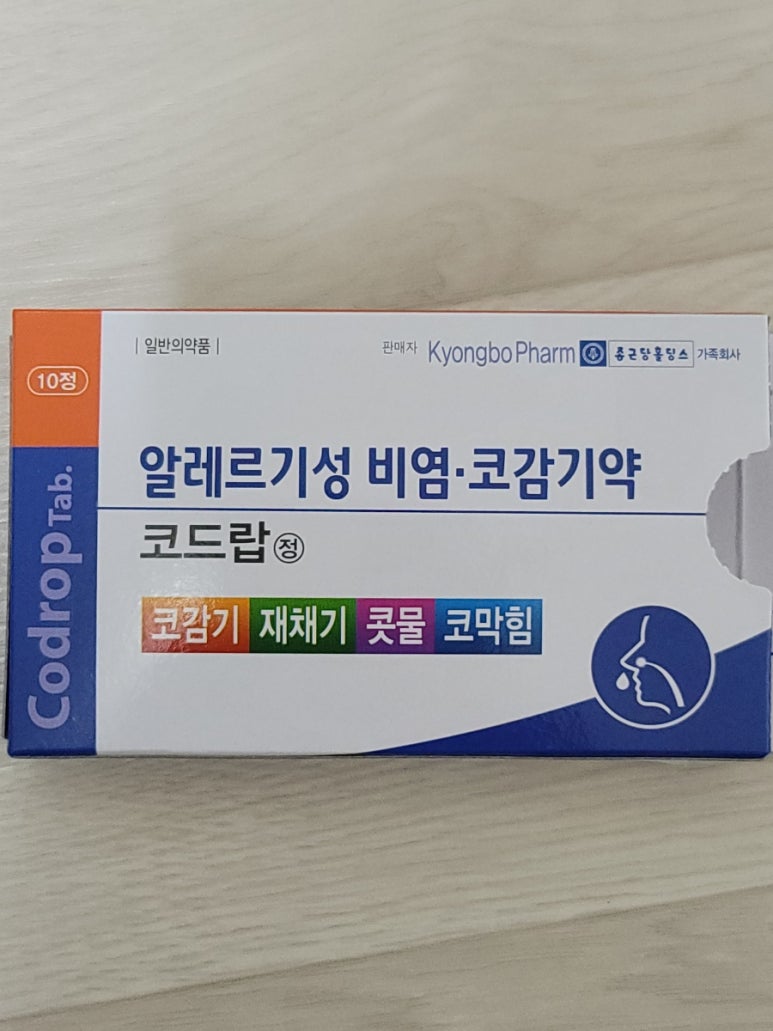 10정
Codrop Tab.
| 일반의약품 |
판매자 Kyongbo Pharm 종근당홀딩스 가족회사
알레르기성 비염·코감기약
코드랍 정
코감기 재채기 콧물 코막힘